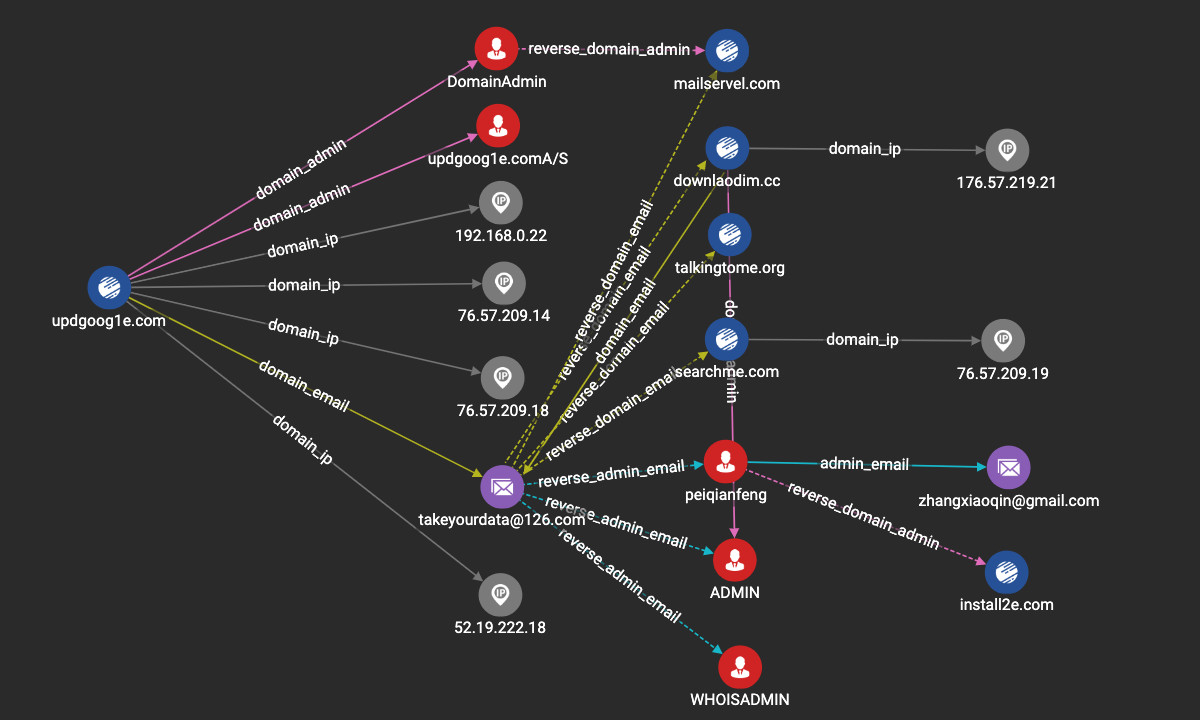 reverse_domain_admin
DomainAdmin
mailservel.com
domain_admin
updgoog1e.comA/S
domain_admin
downlaodim.cc
domain_ip
176.57.219.21
domain_ip
192.168.0.22
reverse_domain_email
reverse_domain_email
domain_email
reverse_domain_email
talkingtome.org
domain_ip
76.57.209.14
updgoog1e.com
domain_ip
76.57.209.18
do
admin
searchme.com
domain_ip
76.57.209.19
reverse_domain_email
domain_email
domain_ip
takeyourdata@126.com
reverse_admin_email
peiqianfeng
admin_email
zhangxiaoqin@gmail.com
reverse_domain_admin
install2e.com
reverse_admin_email
ADMIN
reverse_admin_email
52.19.222.18
WHOISADMIN